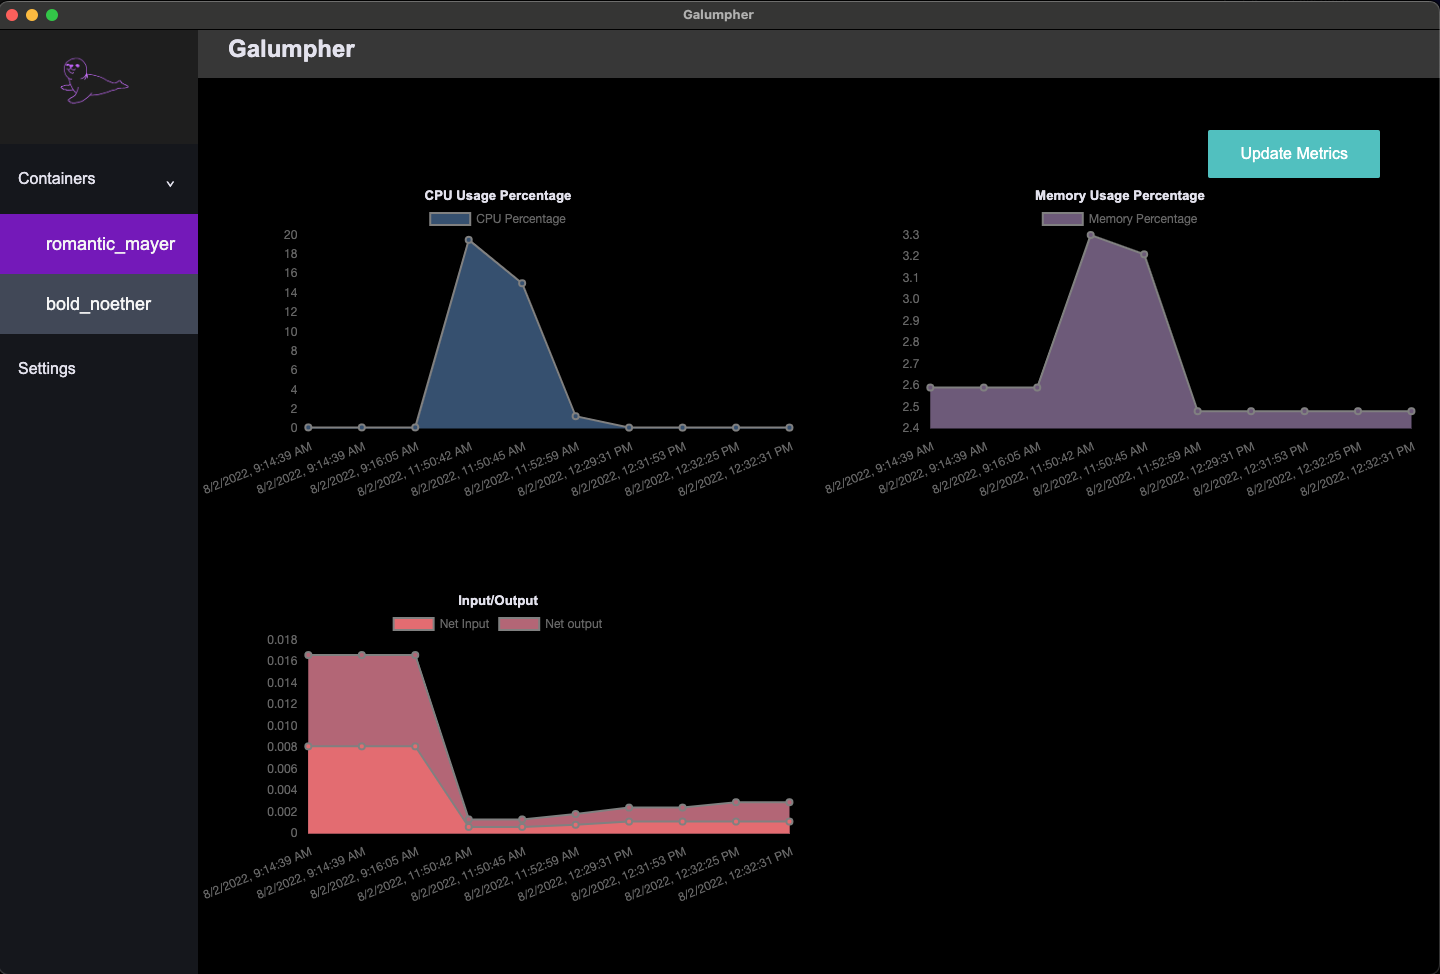 Galumpher
Galumpher
Containers
romantic_mayer
bold_noether
Settings
Update Metrics
CPU Usage Percentage
CPU Percentage
20
18
16
14
12
10
8
6
4
2
0
8/2/2022, 9:14:39 AM
8/2/2022, 9:14:39 AM
8/2/2022, 9:16:05 AM
8/2/2022, 11:50:42 AM
8/2/2022, 11:50:45 AM
8/2/2022, 11:52:59 AM
8/2/2022, 12:29:31 PM
8/2/2022, 12:31:53 PM
8/2/2022, 12:32:25 PM
8/2/2022, 12:32:31 PM
Memory Usage Percentage
Memory Percentage
3.3
3.2
3.1
3.0
2.9
2.8
2.7
2.6
2.5
2.4
8/2/2022, 9:14:39 AM
8/2/2022, 9:14:39 AM
8/2/2022, 9:16:05 AM
8/2/2022, 11:50:42 AM
8/2/2022, 11:50:45 AM
8/2/2022, 11:52:59 AM
8/2/2022, 12:29:31 PM
8/2/2022, 12:31:53 PM
8/2/2022, 12:32:25 PM
8/2/2022, 12:32:31 PM
Input/Output
Net Input Net output
0.018
0.016
0.014
0.012
0.010
0.008
0.006
0.004
0.002
0
8/2/2022, 9:14:39 AM
8/2/2022, 9:14:39 AM
8/2/2022, 9:16:05 AM
8/2/2022, 11:50:42 AM
8/2/2022, 11:50:45 AM
8/2/2022, 11:52:59 AM
8/2/2022, 12:29:31 PM
8/2/2022, 12:31:53 PM
8/2/2022, 12:32:25 PM
8/2/2022, 12:32:31 PM